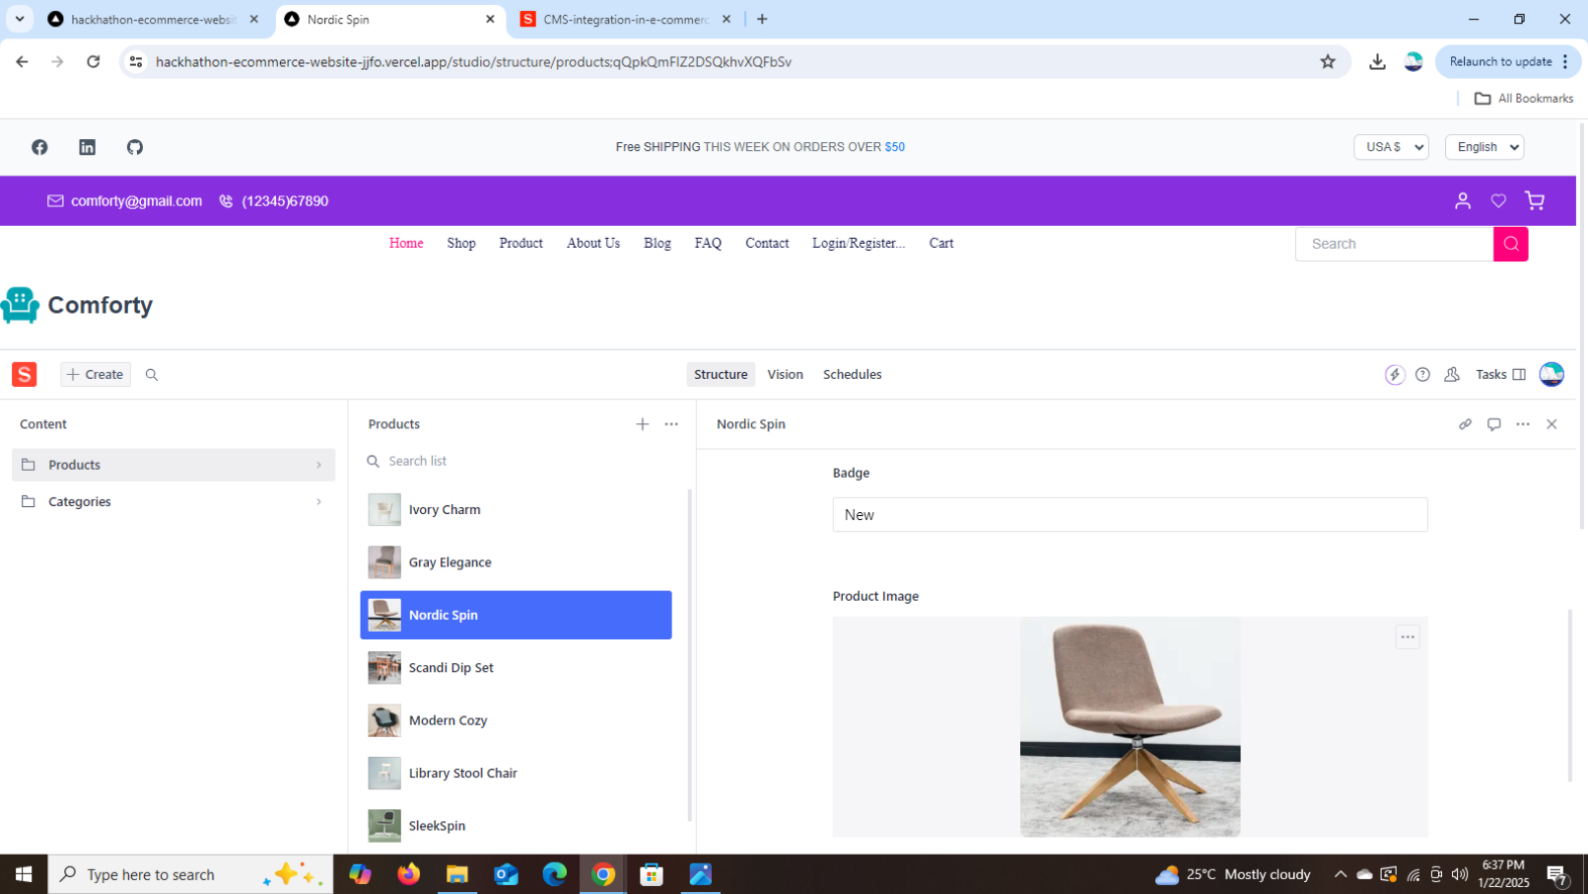 hackhathon-ecommerce-websit
Nordic Spin
CMS-integration-in-e-commerc
hackhathon-ecommerce-website-jjfo.vercel.app/studio/structure/products;qQpkQmFIZ2DSQkhvXQFbSv
Relaunch to update
All Bookmarks
Free SHIPPING THIS WEEK ON ORDERS OVER $50
USA $
English
comforty@gmail.com
(12345)67890
Home Shop Product About Us Blog FAQ Contact Login/Register... Cart
Search
Comforty
S
Create
Structure Vision Schedules
Tasks
Content
Products
Categories
Products
Search list
Ivory Charm
Gray Elegance
Nordic Spin
Scandi Dip Set
Modern Cozy
Library Stool Chair
SleekSpin
Nordic Spin
Badge
New
Product Image
Type here to search
25°C Mostly cloudy
6:37 PM
1/22/2025
7